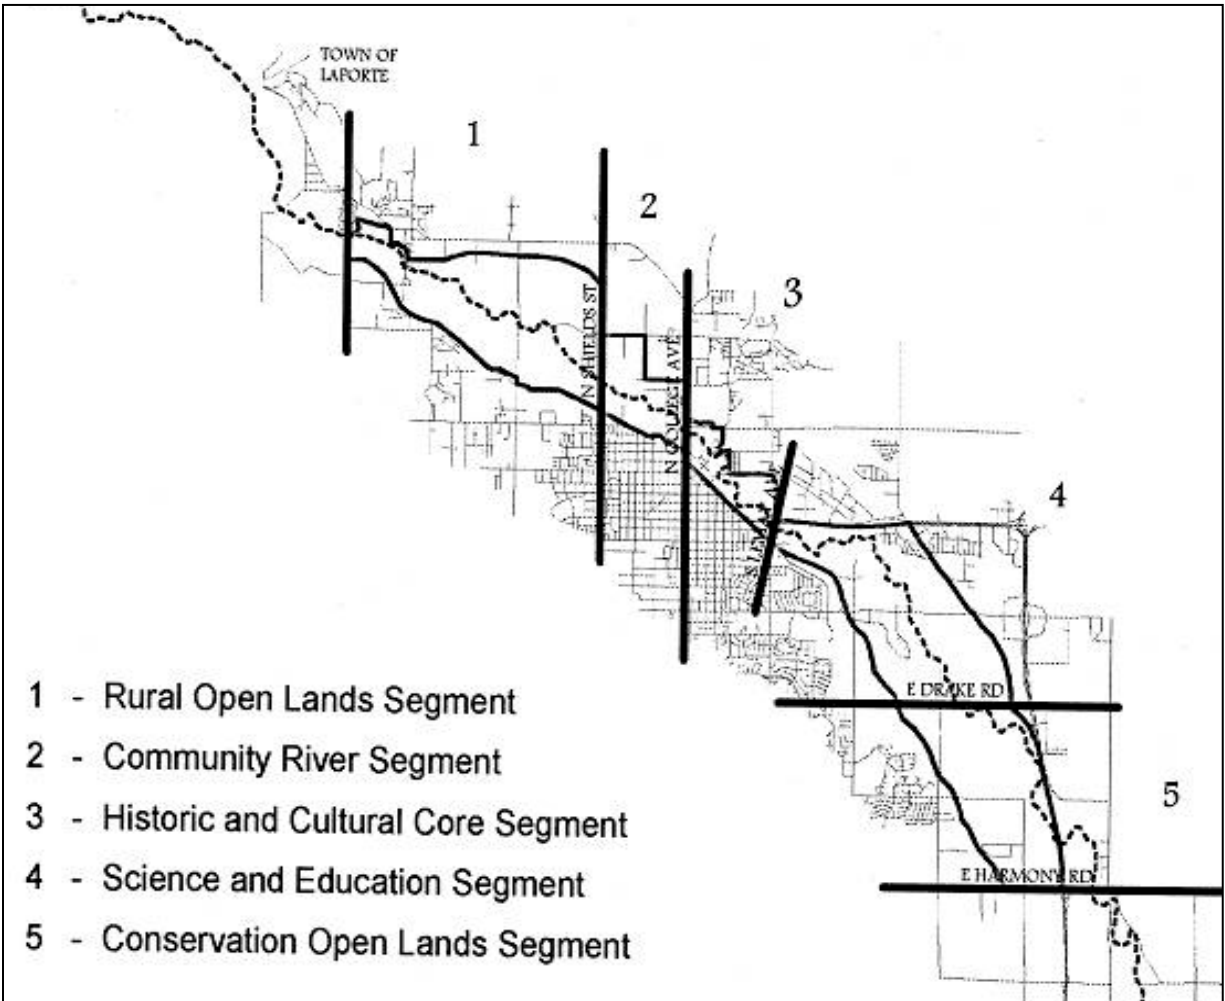 TOWN OF
LAPORTE
1
2
3
N SHIELDS ST
N COLLEGE AVE
4
E DRAKE RD
5
E HARMONY RD
1 - Rural Open Lands Segment
2 - Community River Segment
3 - Historic and Cultural Core Segment
4 - Science and Education Segment
5 - Conservation Open Lands Segment